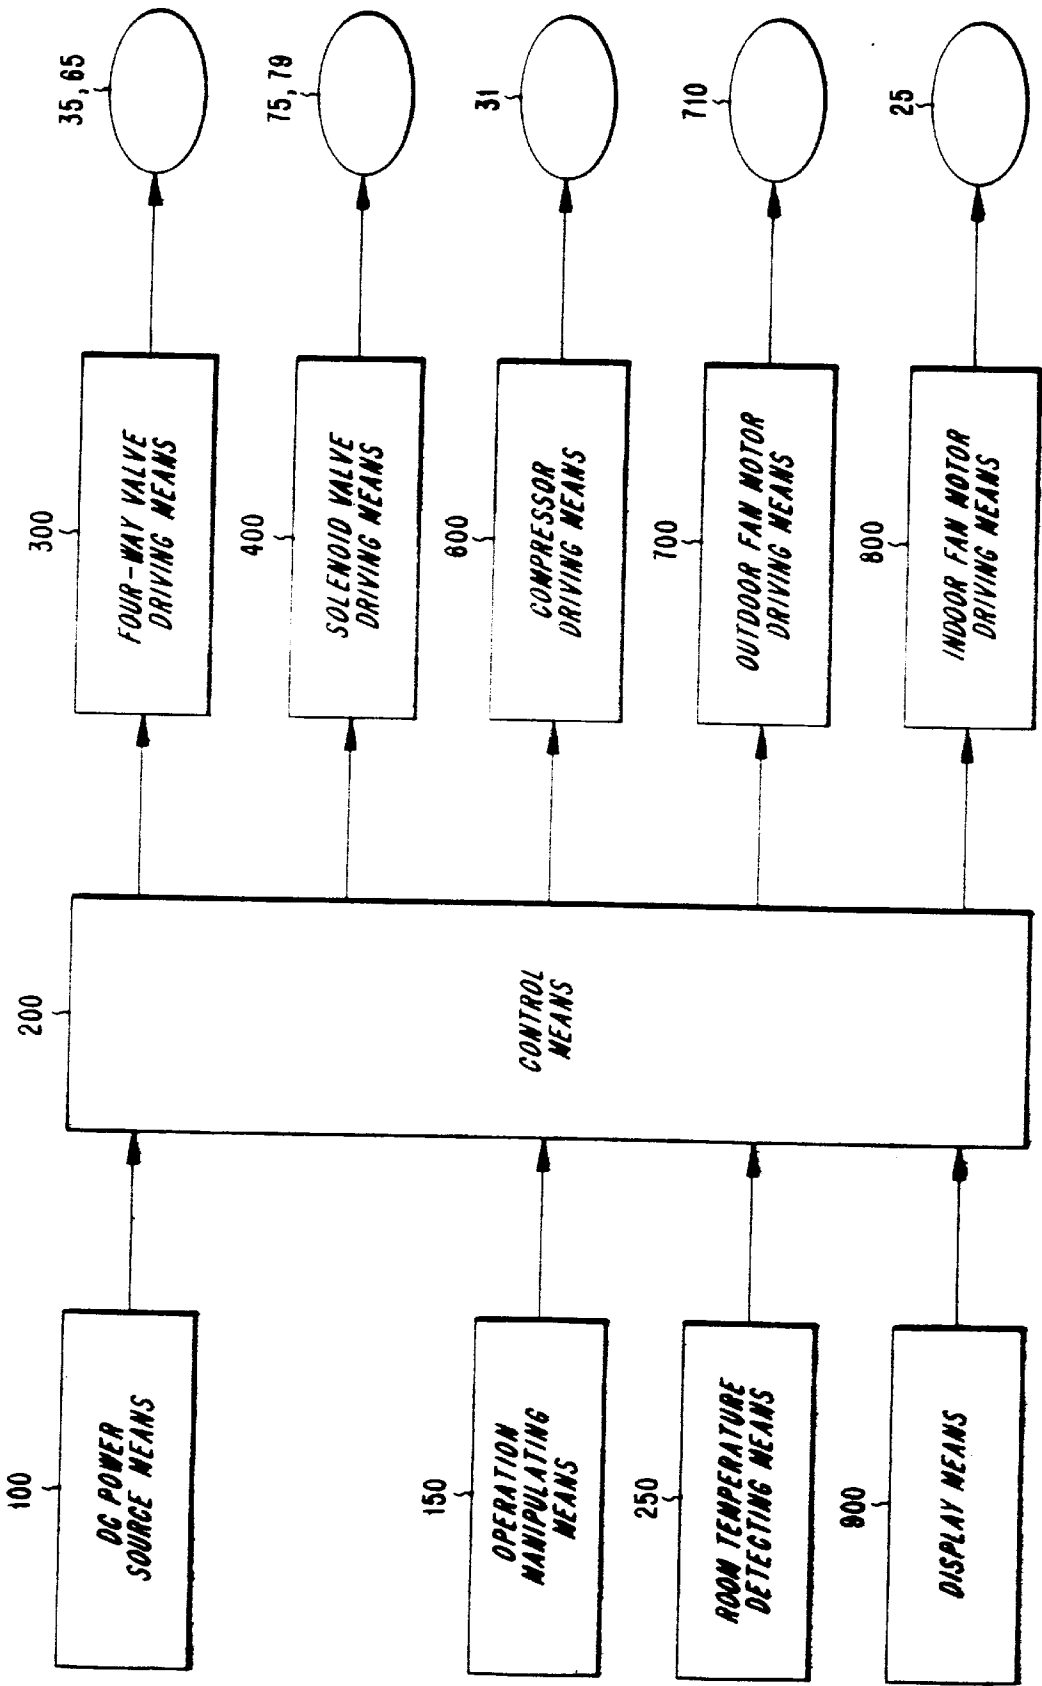 100
DC POWER
SOURCE MEANS
150
OPERATION
MANIPULATING
MEANS
250
ROOM TEMPERATURE
DETECTING MEANS
900
DISPLAY MEANS
200
CONTROL
MEANS
300
FOUR-WAY VALVE
DRIVING MEANS
400
SOLENOID VALVE
DRIVING MEANS
600
COMPRESSOR
DRIVING MEANS
700
OUTDOOR FAN MOTOR
DRIVING MEANS
800
INDOOR FAN MOTOR
DRIVING MEANS
35, 65
75, 79
31
710
25